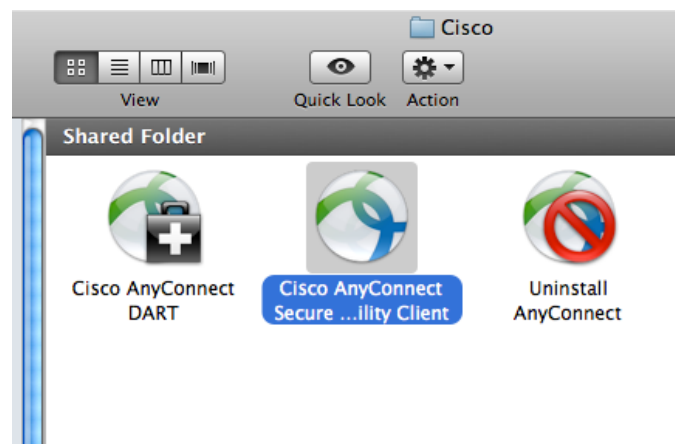 Cisco
View
Quick Look
Action
Shared Folder
Cisco AnyConnect
DART
Cisco AnyConnect
Secure ...ility Client
Uninstall
AnyConnect